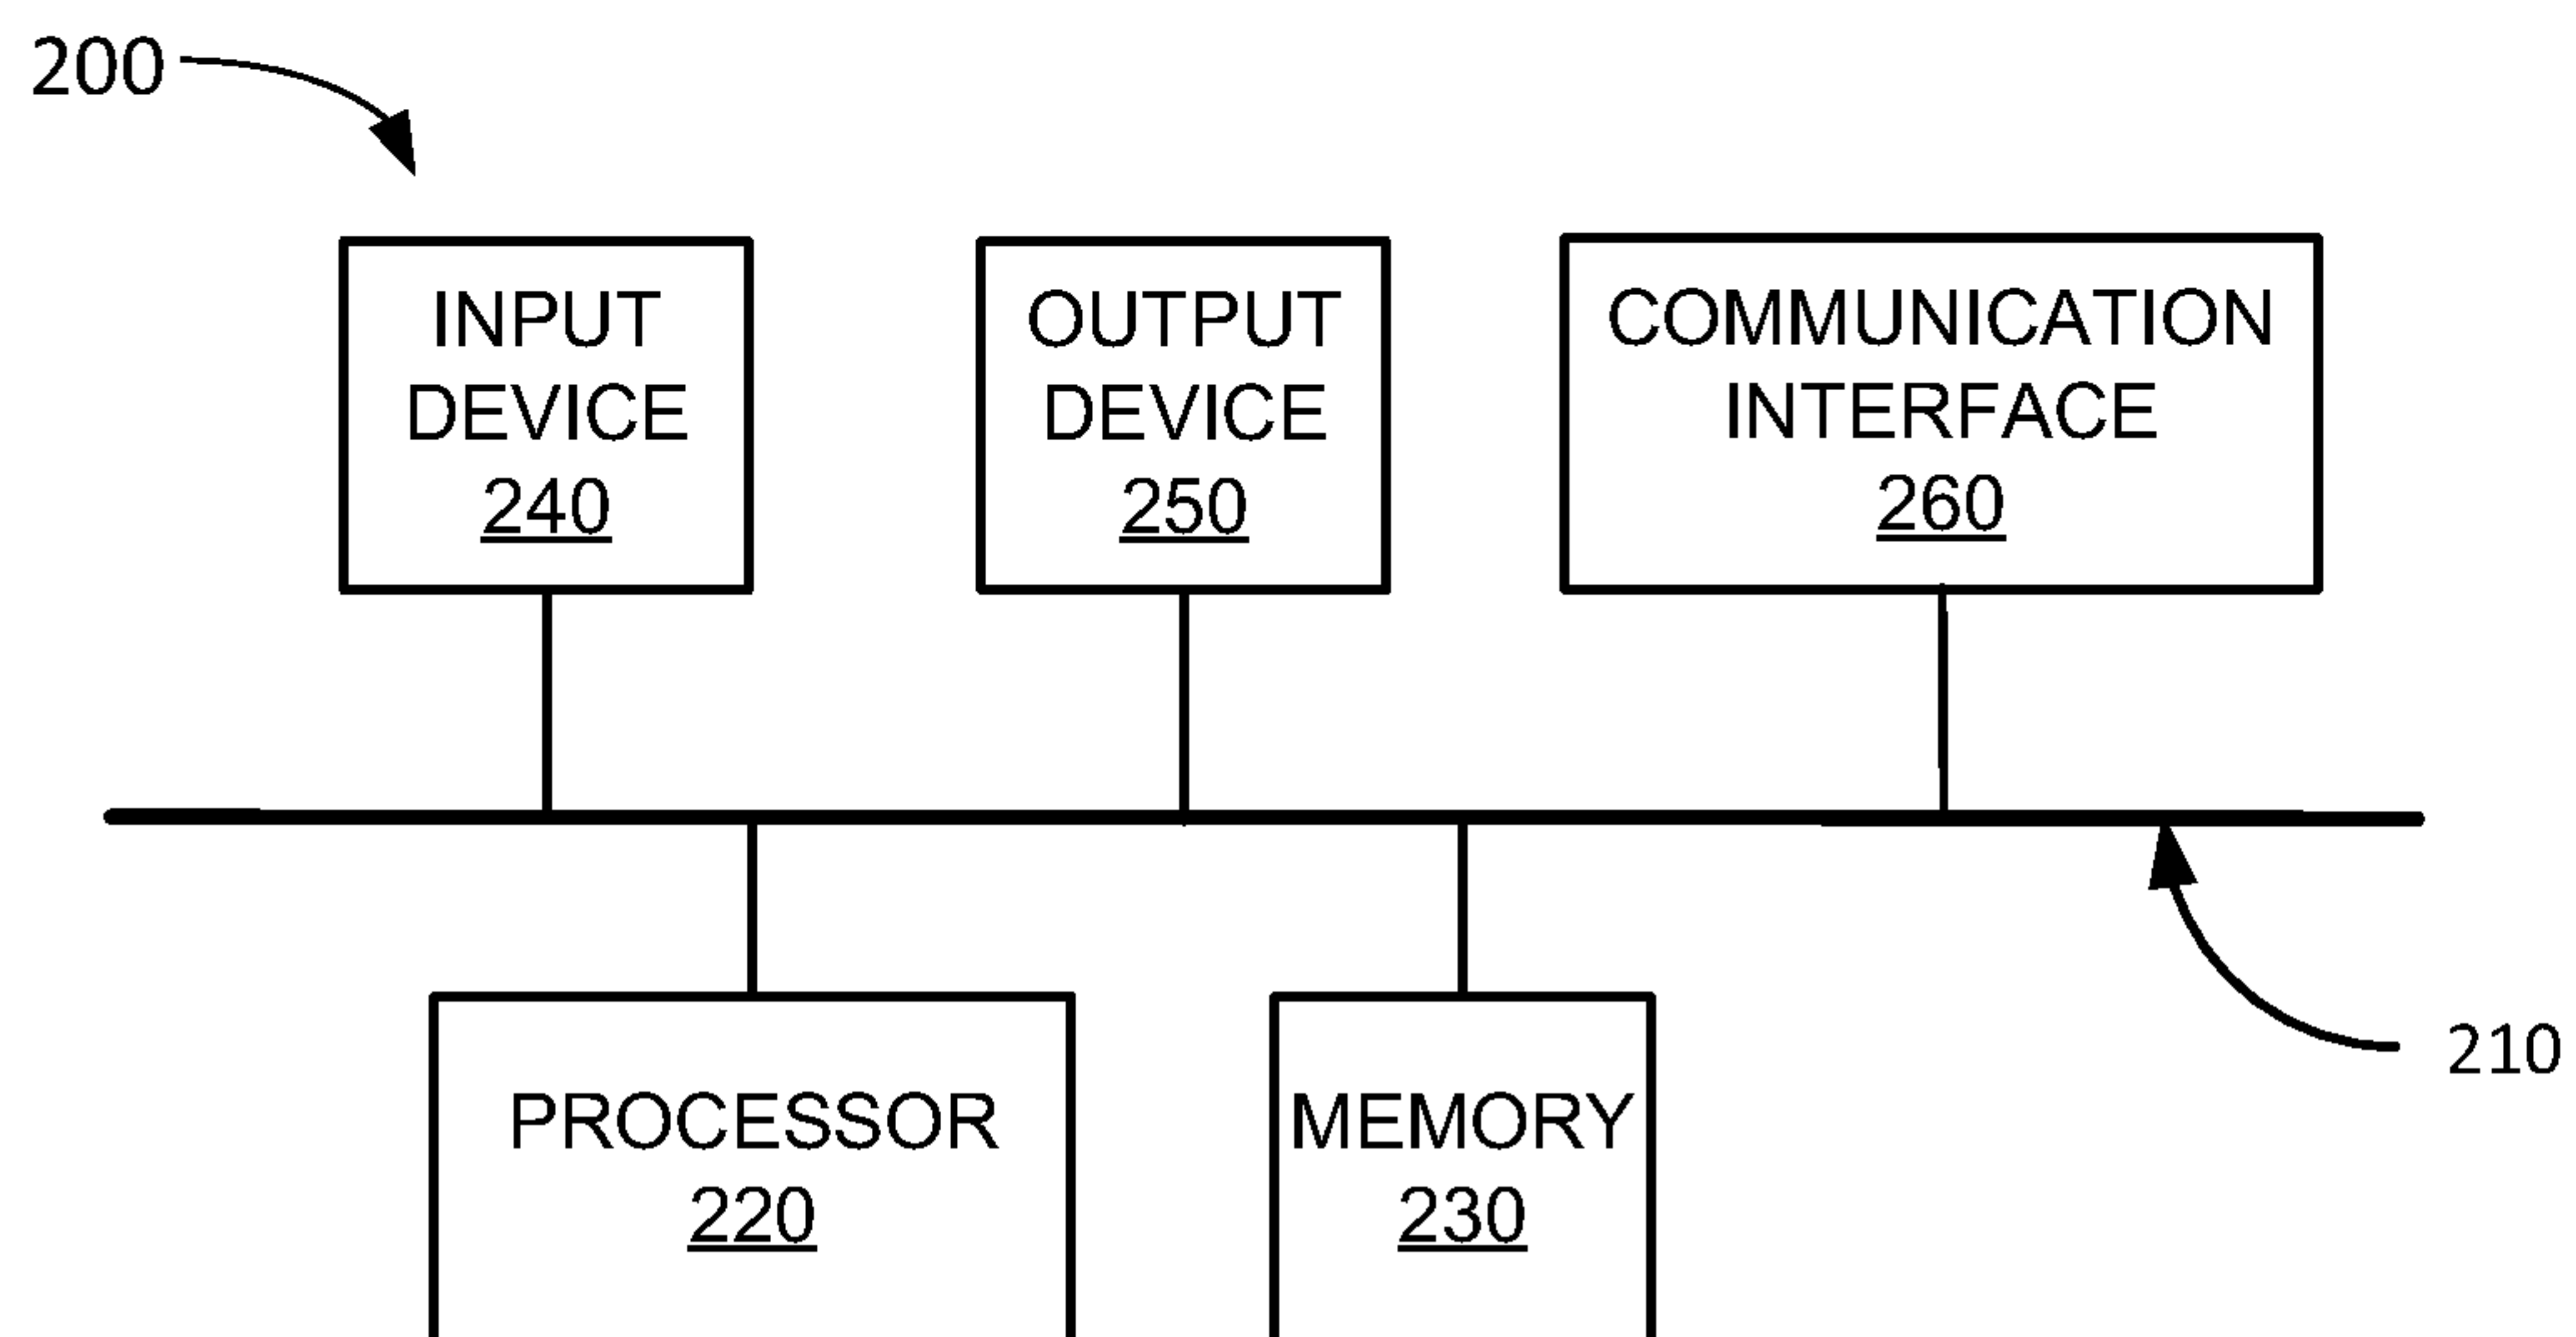 200
INPUT
DEVICE
240
OUTPUT
DEVICE
250
COMMUNICATION
INTERFACE
260
210
PROCESSOR
220
MEMORY
230